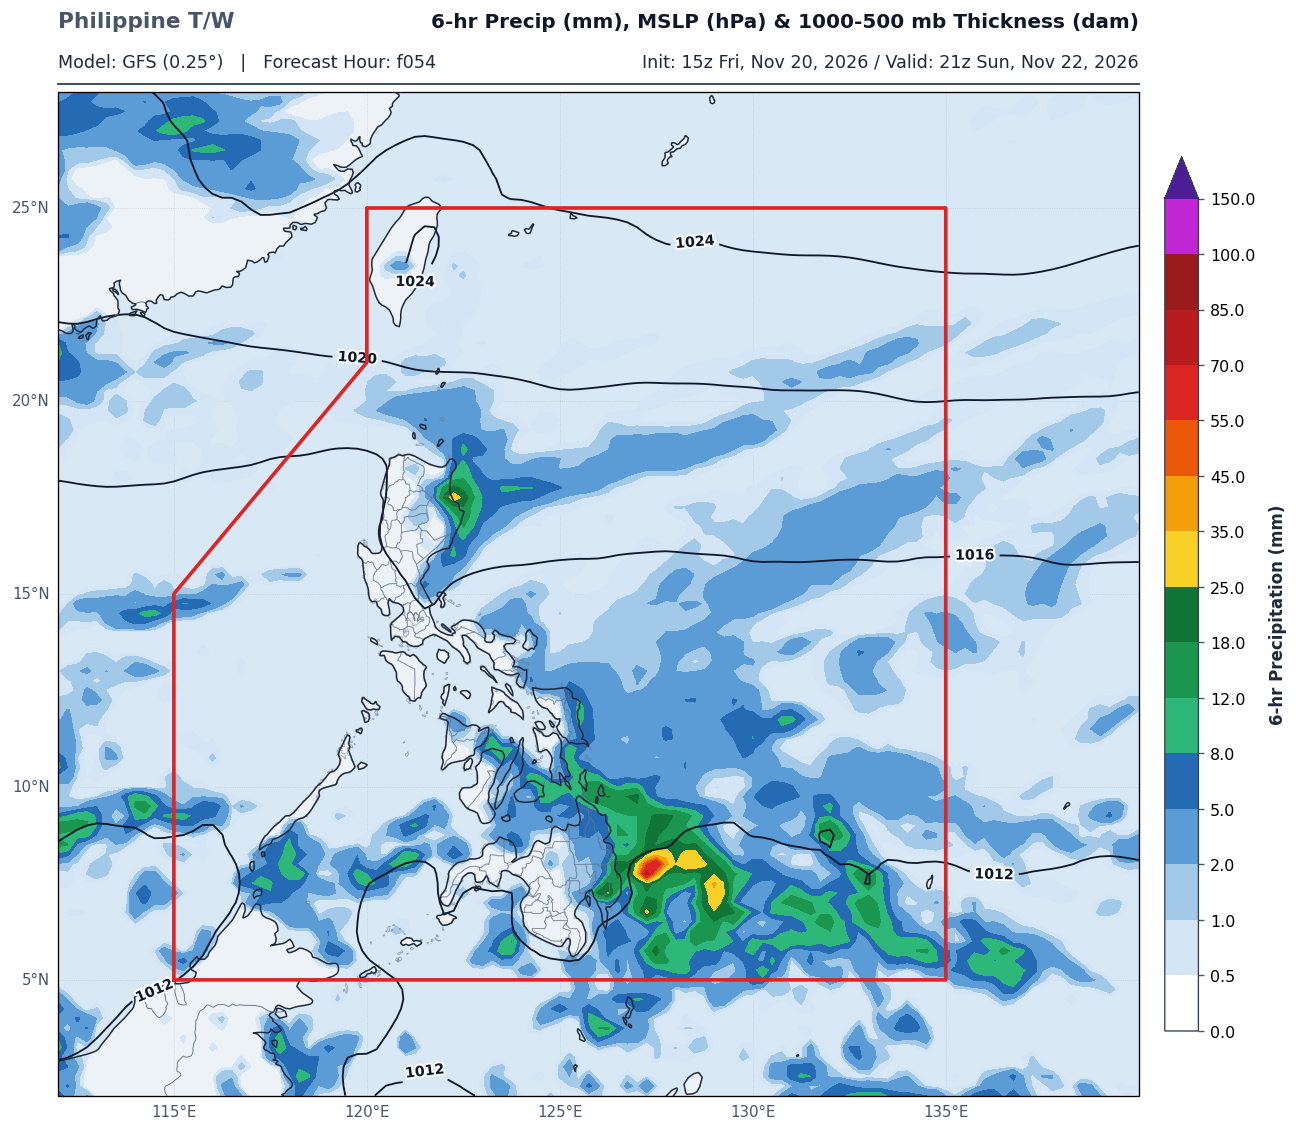 Philippine T/W
6-hr Precip (mm), MSLP (hPa) & 1000-500 mb Thickness (dam)
Model: GFS (0.25°) | Forecast Hour: f054
Init: 15z Fri, Nov 20, 2026 / Valid: 21z Sun, Nov 22, 2026
25°N
20°N
15°N
10°N
5°N
115°E
120°E
125°E
130°E
135°E
1024
1024
1020
1016
1012
1012
1012
150.0
100.0
85.0
70.0
55.0
45.0
35.0
25.0
18.0
12.0
8.0
5.0
2.0
1.0
0.5
0.0
6-hr Precipitation (mm)